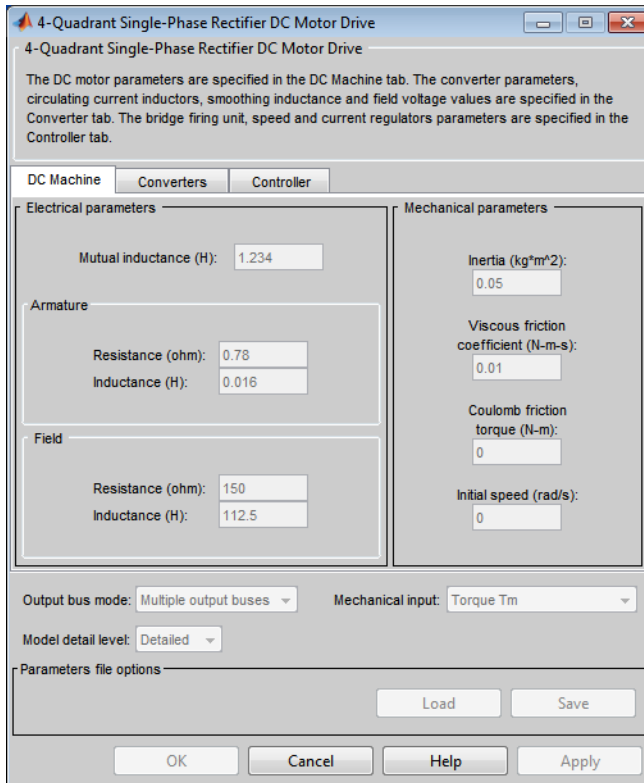 4-Quadrant Single-Phase Rectifier DC Motor Drive
4-Quadrant Single-Phase Rectifier DC Motor Drive
The DC motor parameters are specified in the DC Machine tab. The converter parameters,
circulating current inductors, smoothing inductance and field voltage values are specified in the
Converter tab. The bridge firing unit, speed and current regulators parameters are specified in the
Controller tab.
DC Machine Converters Controller
Electrical parameters
Mutual inductance (H): 1.234
Armature
Resistance (ohm): 0.78
Inductance (H): 0.016
Field
Resistance (ohm): 150
Inductance (H): 112.5
Mechanical parameters
Inertia (kg*m^2):
0.05
Viscous friction
coefficient (N-m-s):
0.01
Coulomb friction
torque (N-m):
0
Initial speed (rad/s):
0
Output bus mode: Multiple output buses Mechanical input: Torque Tm
Model detail level: Detailed
Parameters file options
Load Save
OK Cancel Help Apply